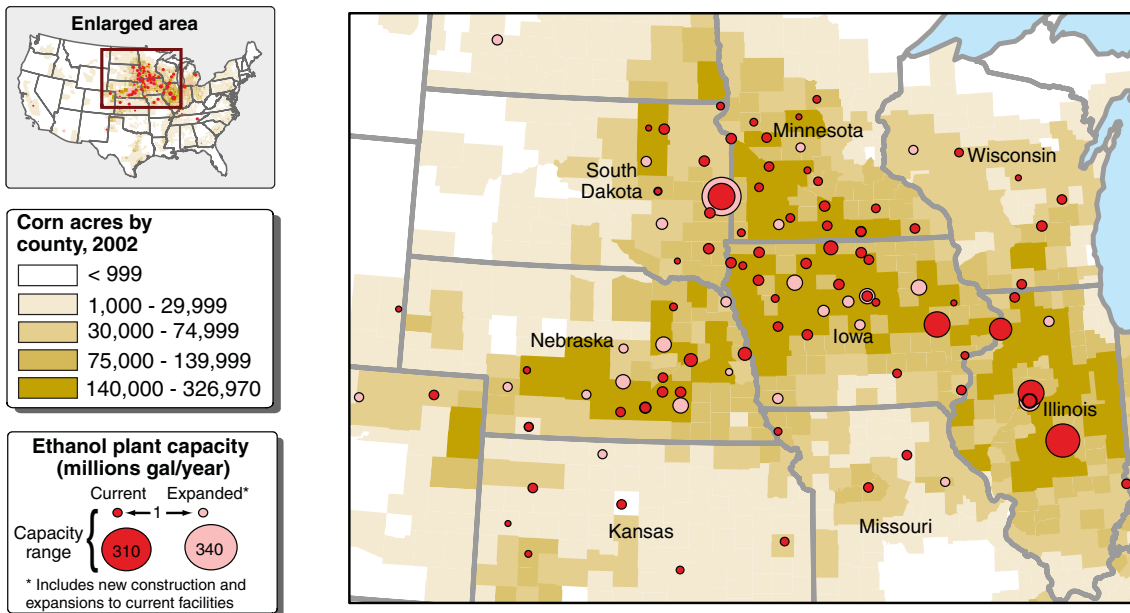 Enlarged area
Corn acres by
county, 2002
< 999
1,000 - 29,999
30,000 - 74,999
75,000 - 139,999
140,000 - 326,970
Ethanol plant capacity
(millions gal/year)
Current
Expanded*
1
Capacity
range
310
340
* Includes new construction and
expansions to current facilities
Minnesota
Wisconsin
South
Dakota
Nebraska
Iowa
Illinois
Kansas
Missouri